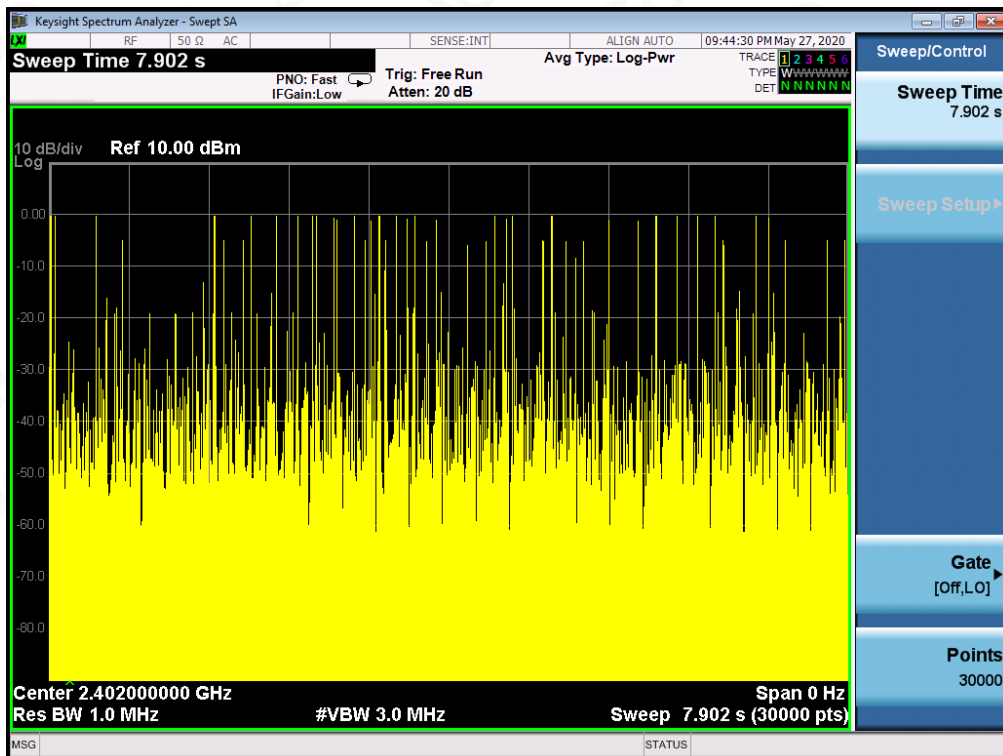 Keysight Spectrum Analyzer - Swept SA
LXI RF 50 Ω AC SENSE:INT ALIGN AUTO 09:44:30 PM May 27, 2020
Sweep Time 7.902 s
PNO: Fast
IFGain:Low
Trig: Free Run
Atten: 20 dB
Avg Type: Log-Pwr
TRACE 1 2 3 4 5 6
TYPE WWWWWW
DET N N N N N N
10 dB/div Ref 10.00 dBm
Log
0.00
-10.0
-20.0
-30.0
-40.0
-50.0
-60.0
-70.0
-80.0
Center 2.402000000 GHz Span 0 Hz
Res BW 1.0 MHz #VBW 3.0 MHz Sweep 7.902 s (30000 pts)
MSG STATUS
Sweep/Control
Sweep Time
7.902 s
Sweep Setup
Gate
[Off,LO]
Points
30000